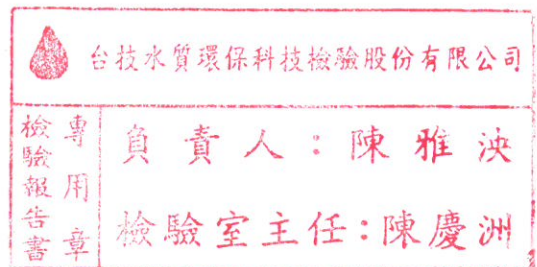 台技水質環保科技檢驗股份有限公司
檢驗報告書
專用章
負責人：陳雅泱
檢驗室主任：陳慶洲